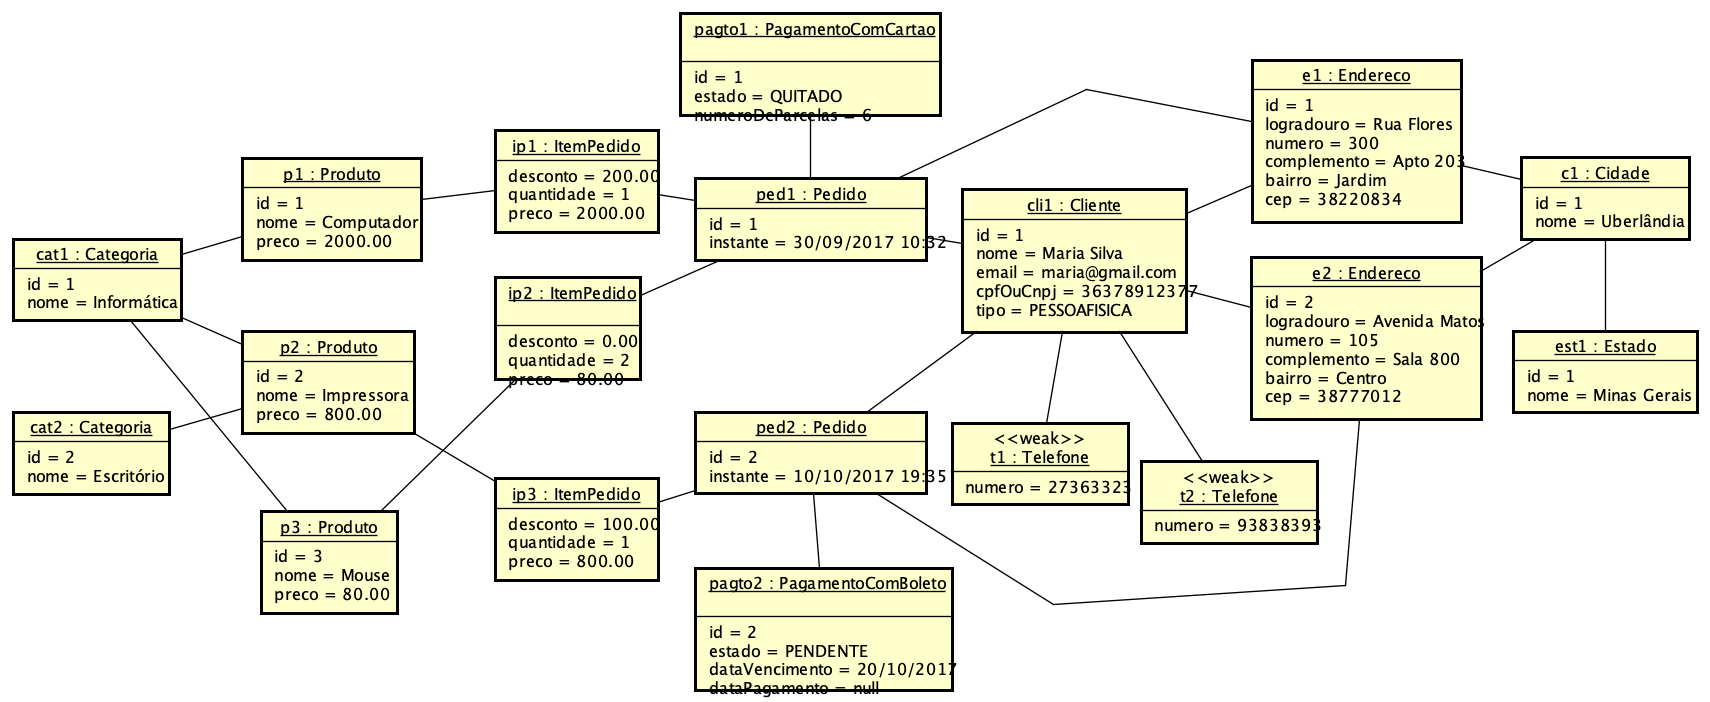 pagto1 : PagamentoComCartao
id = 1
estado = QUITADO
numeroDeParcelas = 6
e1 : Endereco
id = 1
logradouro = Rua Flores
numero = 300
complemento = Apto 203
bairro = Jardim
cep = 38220834
ip1 : ItemPedido
desconto = 200.00
quantidade = 1
preco = 2000.00
p1 : Produto
id = 1
nome = Computador
preco = 2000.00
ped1 : Pedido
id = 1
instante = 30/09/2017 10:32
cli1 : Cliente
id = 1
nome = Maria Silva
email = maria@gmail.com
cpfOuCnpj = 36378912377
tipo = PESSOAFISICA
c1 : Cidade
id = 1
nome = Uberlândia
cat1 : Categoria
id = 1
nome = Informática
ip2 : ItemPedido
desconto = 0.00
quantidade = 2
preco = 80.00
e2 : Endereco
id = 2
logradouro = Avenida Matos
numero = 105
complemento = Sala 800
bairro = Centro
cep = 38777012
p2 : Produto
id = 2
nome = Impressora
preco = 800.00
est1 : Estado
id = 1
nome = Minas Gerais
cat2 : Categoria
id = 2
nome = Escritório
ped2 : Pedido
id = 2
instante = 10/10/2017 19:35
<<weak>>
t1 : Telefone
numero = 27363323
<<weak>>
t2 : Telefone
numero = 93838393
ip3 : ItemPedido
desconto = 100.00
quantidade = 1
preco = 800.00
p3 : Produto
id = 3
nome = Mouse
preco = 80.00
pagto2 : PagamentoComBoleto
id = 2
estado = PENDENTE
dataVencimento = 20/10/2017
dataPagamento = null